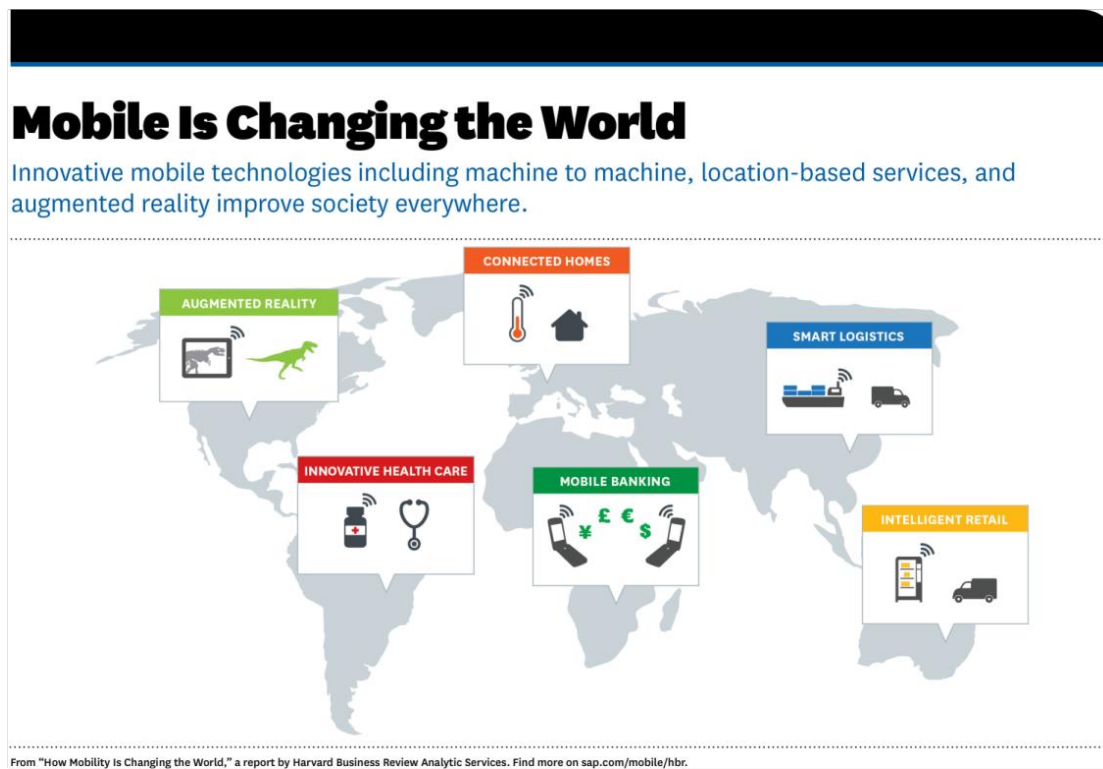 Mobile Is Changing the World
Innovative mobile technologies including machine to machine, location-based services, and
augmented reality improve society everywhere.
CONNECTED HOMES
AUGMENTED REALITY
SMART LOGISTICS
INNOVATIVE HEALTH CARE
MOBILE BANKING
¥ £ € $
INTELLIGENT RETAIL
From “How Mobility Is Changing the World,” a report by Harvard Business Review Analytic Services. Find more on sap.com/mobile/hbr.